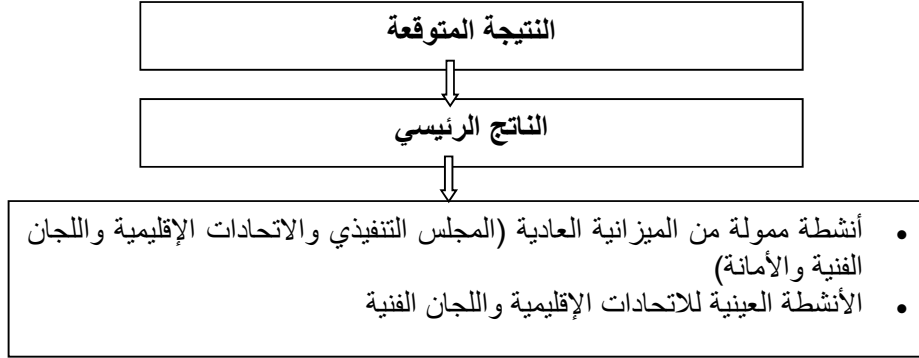 النتيجة المتوقعة
الناتج الرئيسي
• أنشطة ممولة من الميزانية العادية (المجلس التنفيذي والاتحادات الإقليمية واللجان
الفنية والأمانة)
• الأنشطة العينية للاتحادات الإقليمية واللجان الفنية